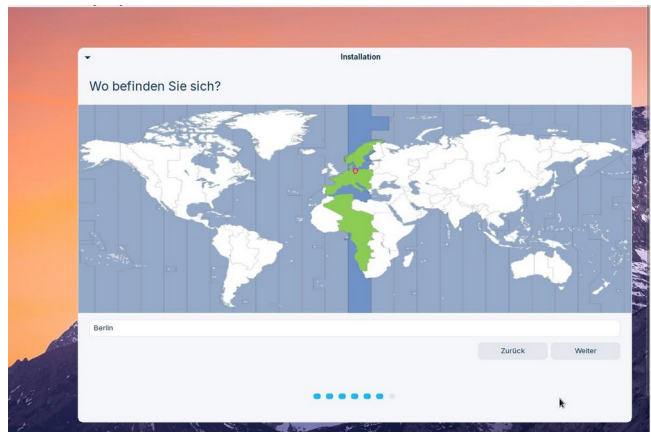 Installation
Wo befinden Sie sich?
Berlin
Zurück
Weiter